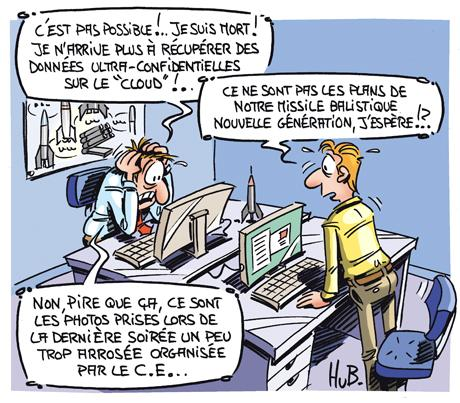 C'EST PAS POSSIBLE !... JE SUIS MORT !
JE N'ARRIVE PLUS À RÉCUPÉRER DES
DONNÉES ULTRA-CONFIDENTIELLES
SUR LE "CLOUD" !...
CE NE SONT PAS LES PLANS DE
NOTRE MISSILE BALISTIQUE
NOUVELLE GÉNÉRATION, J'ESPÈRE !..?
NON, PIRE QUE ÇA, CE SONT
LES PHOTOS PRISES LORS DE
LA DERNIÈRE SOIRÉE UN PEU
TROP ARROSÉE ORGANISÉE
PAR LE C.E...
HUB.